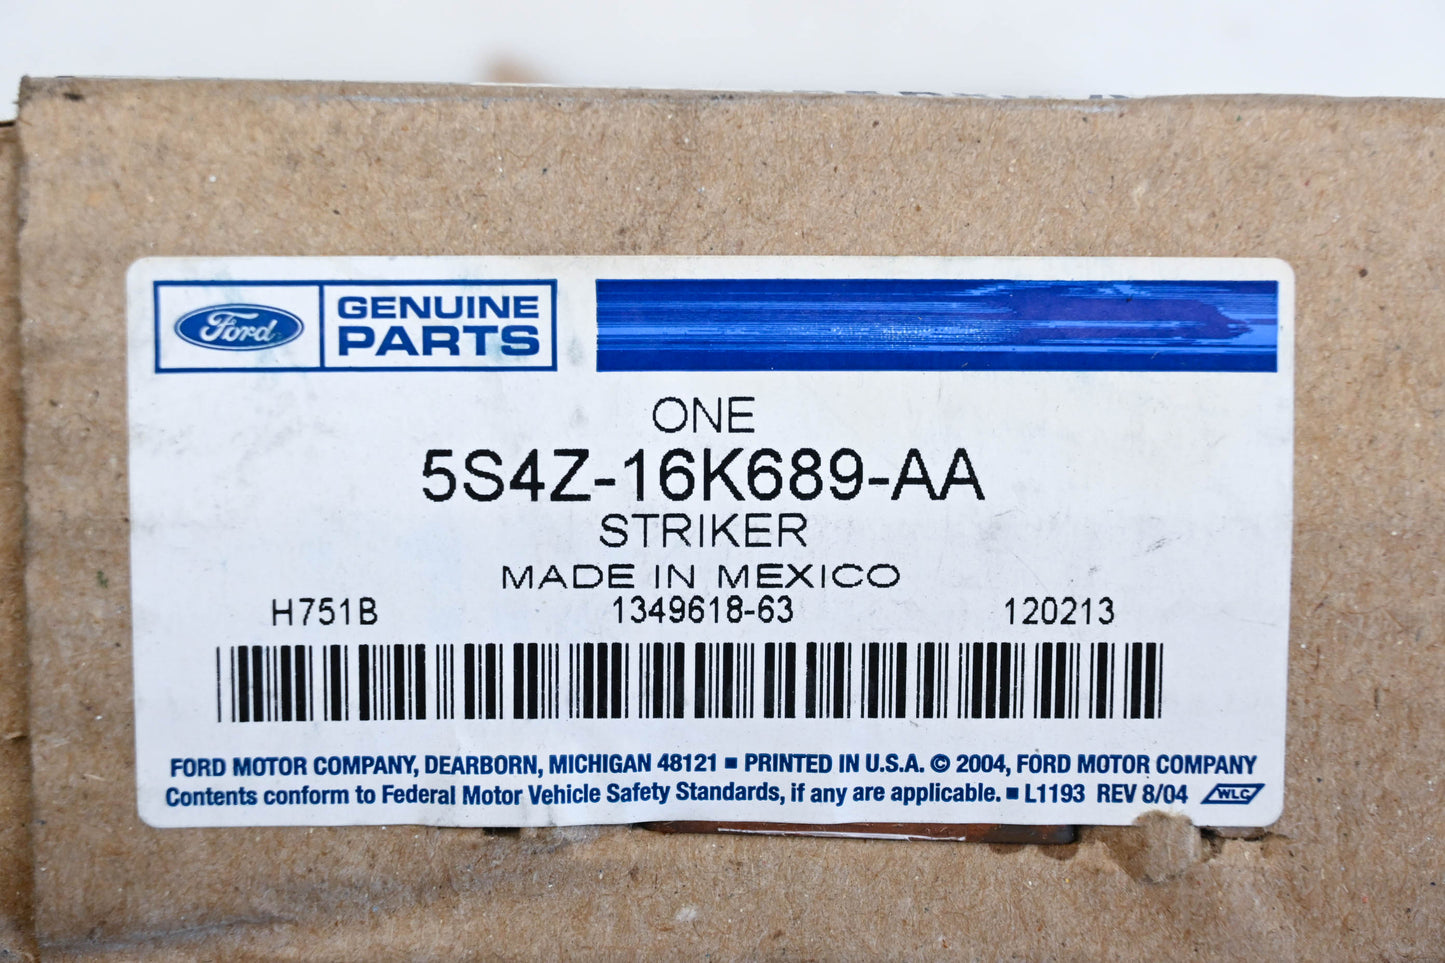 Ford
GENUINE
PARTS
ONE
5S4Z-16K689-AA
STRIKER
MADE IN MEXICO
H751B 1349618-63 120213
FORD MOTOR COMPANY, DEARBORN, MICHIGAN 48121 ■ PRINTED IN U.S.A. © 2004, FORD MOTOR COMPANY
Contents conform to Federal Motor Vehicle Safety Standards, if any are applicable. ■ L1193 REV 8/04 WLC